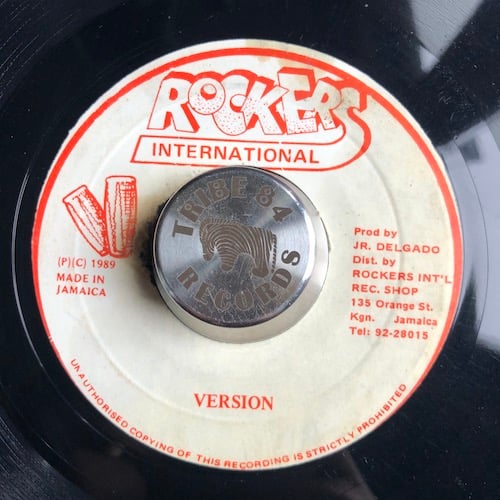 ROCKERS
INTERNATIONAL
TRIBE 84
RECORDS
(P)(C) 1989
MADE IN
JAMAICA
Prod by
JR. DELGADO
Dist. by
ROCKERS INT'L
REC. SHOP
135 Orange St.
Kgn. Jamaica
Tel: 92-28015
VERSION
UNAUTHORISED COPYING OF THIS RECORDING IS STRICTLY PROHIBITED